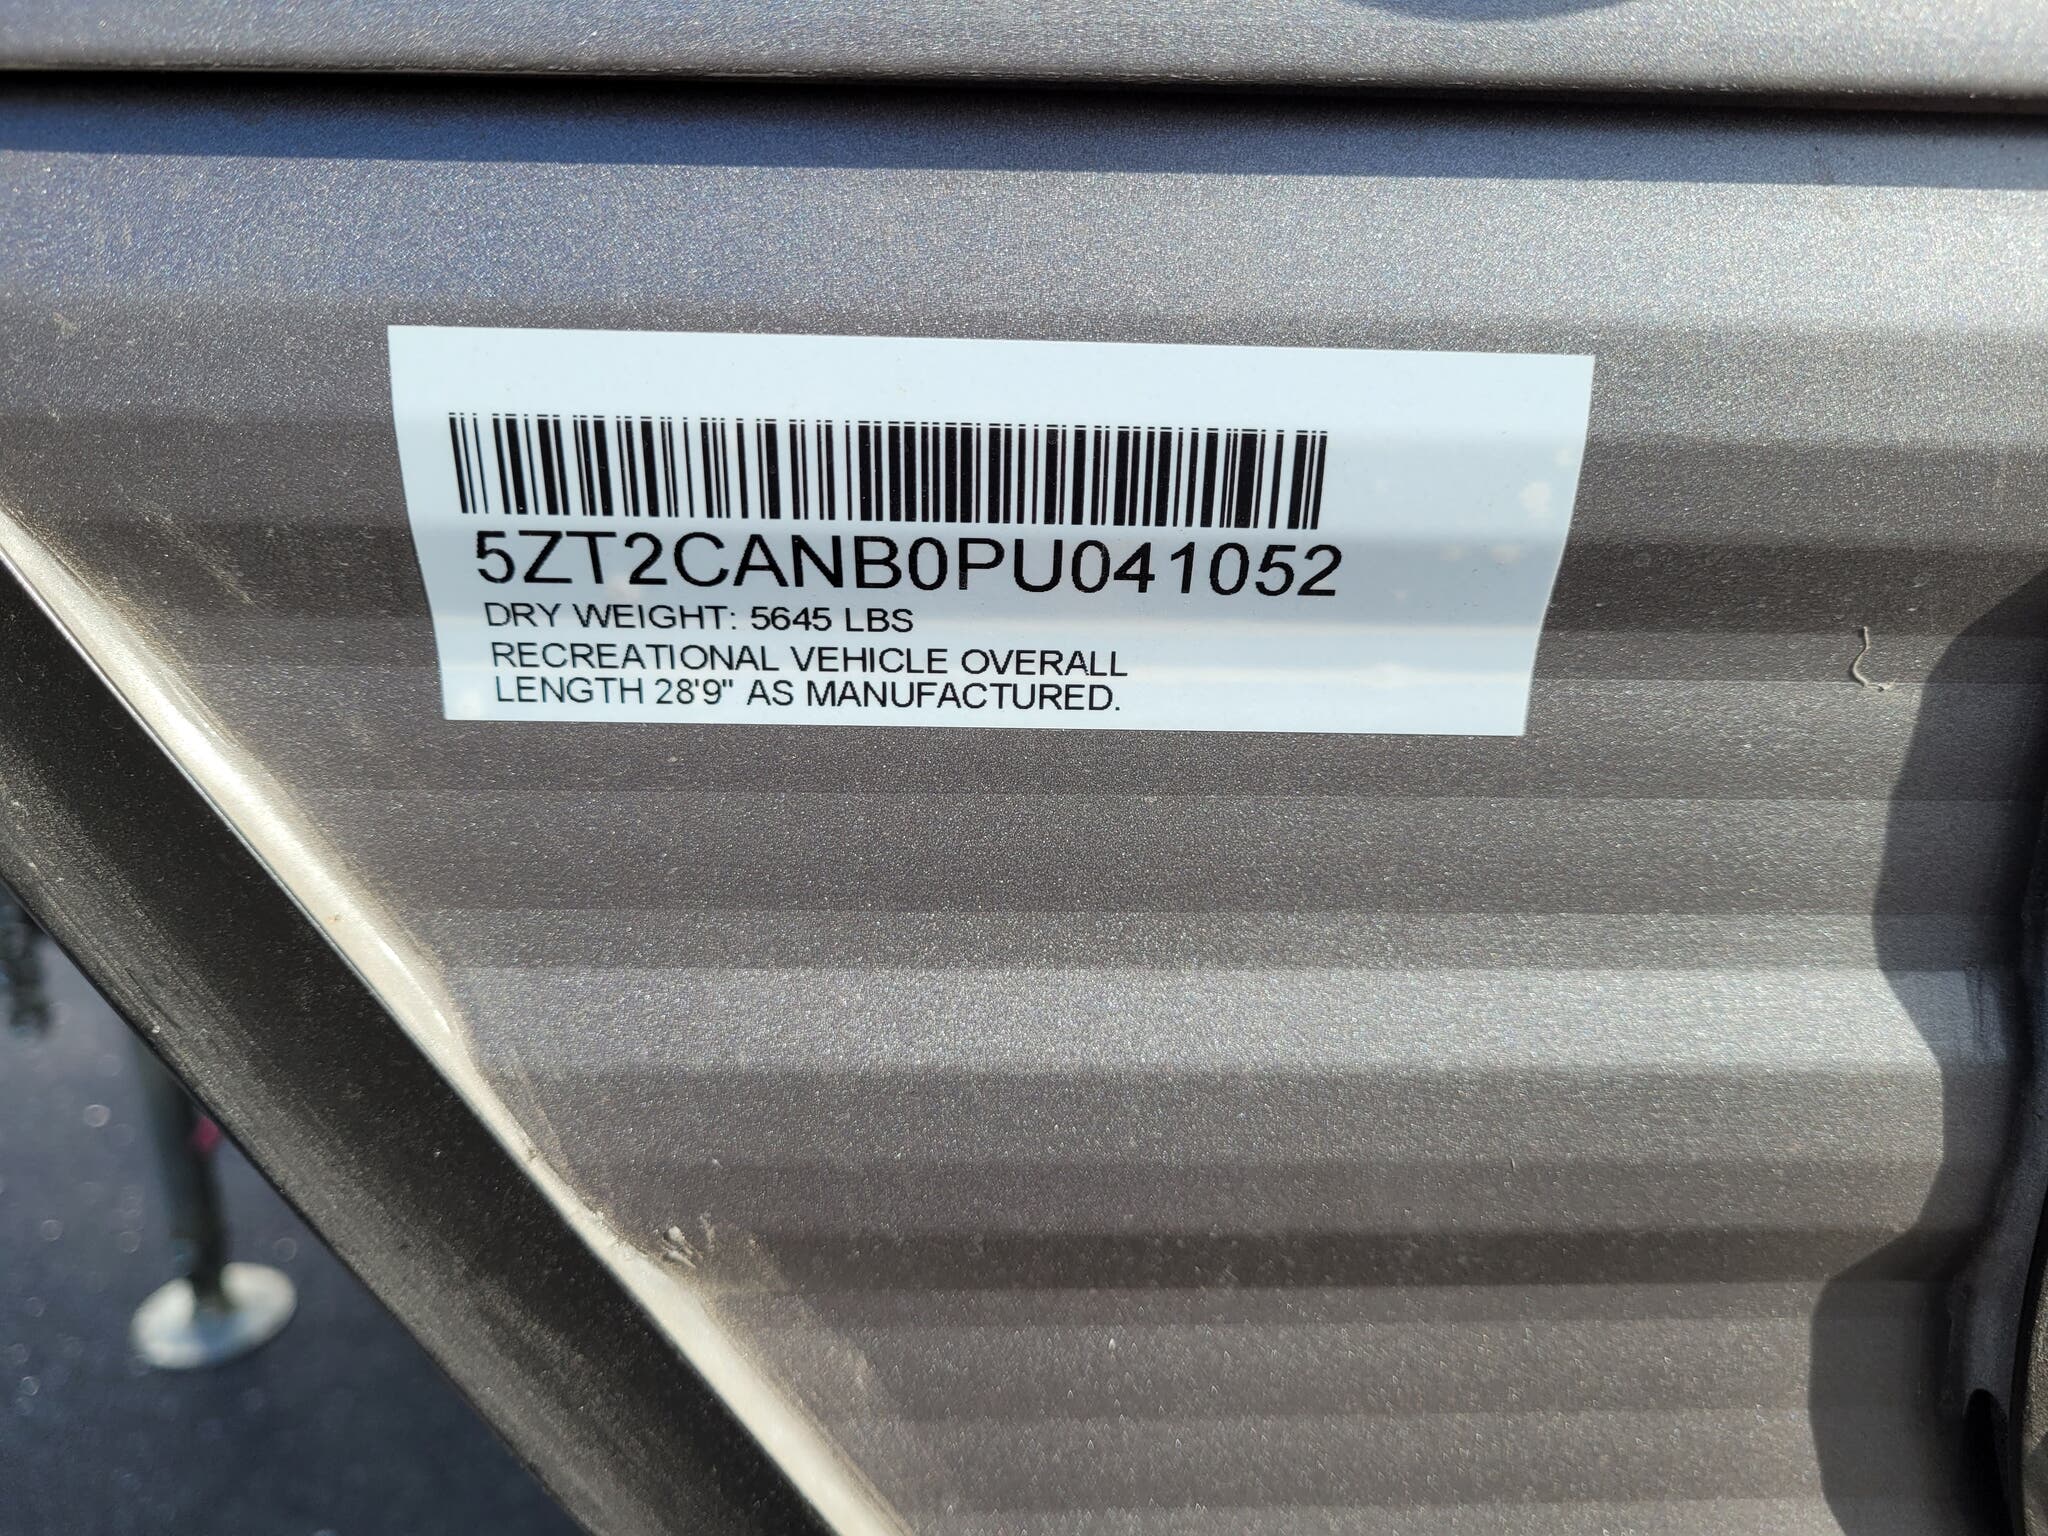 5ZT2CANB0PU041052
DRY WEIGHT: 5645 LBS
RECREATIONAL VEHICLE OVERALL
LENGTH 28'9" AS MANUFACTURED.